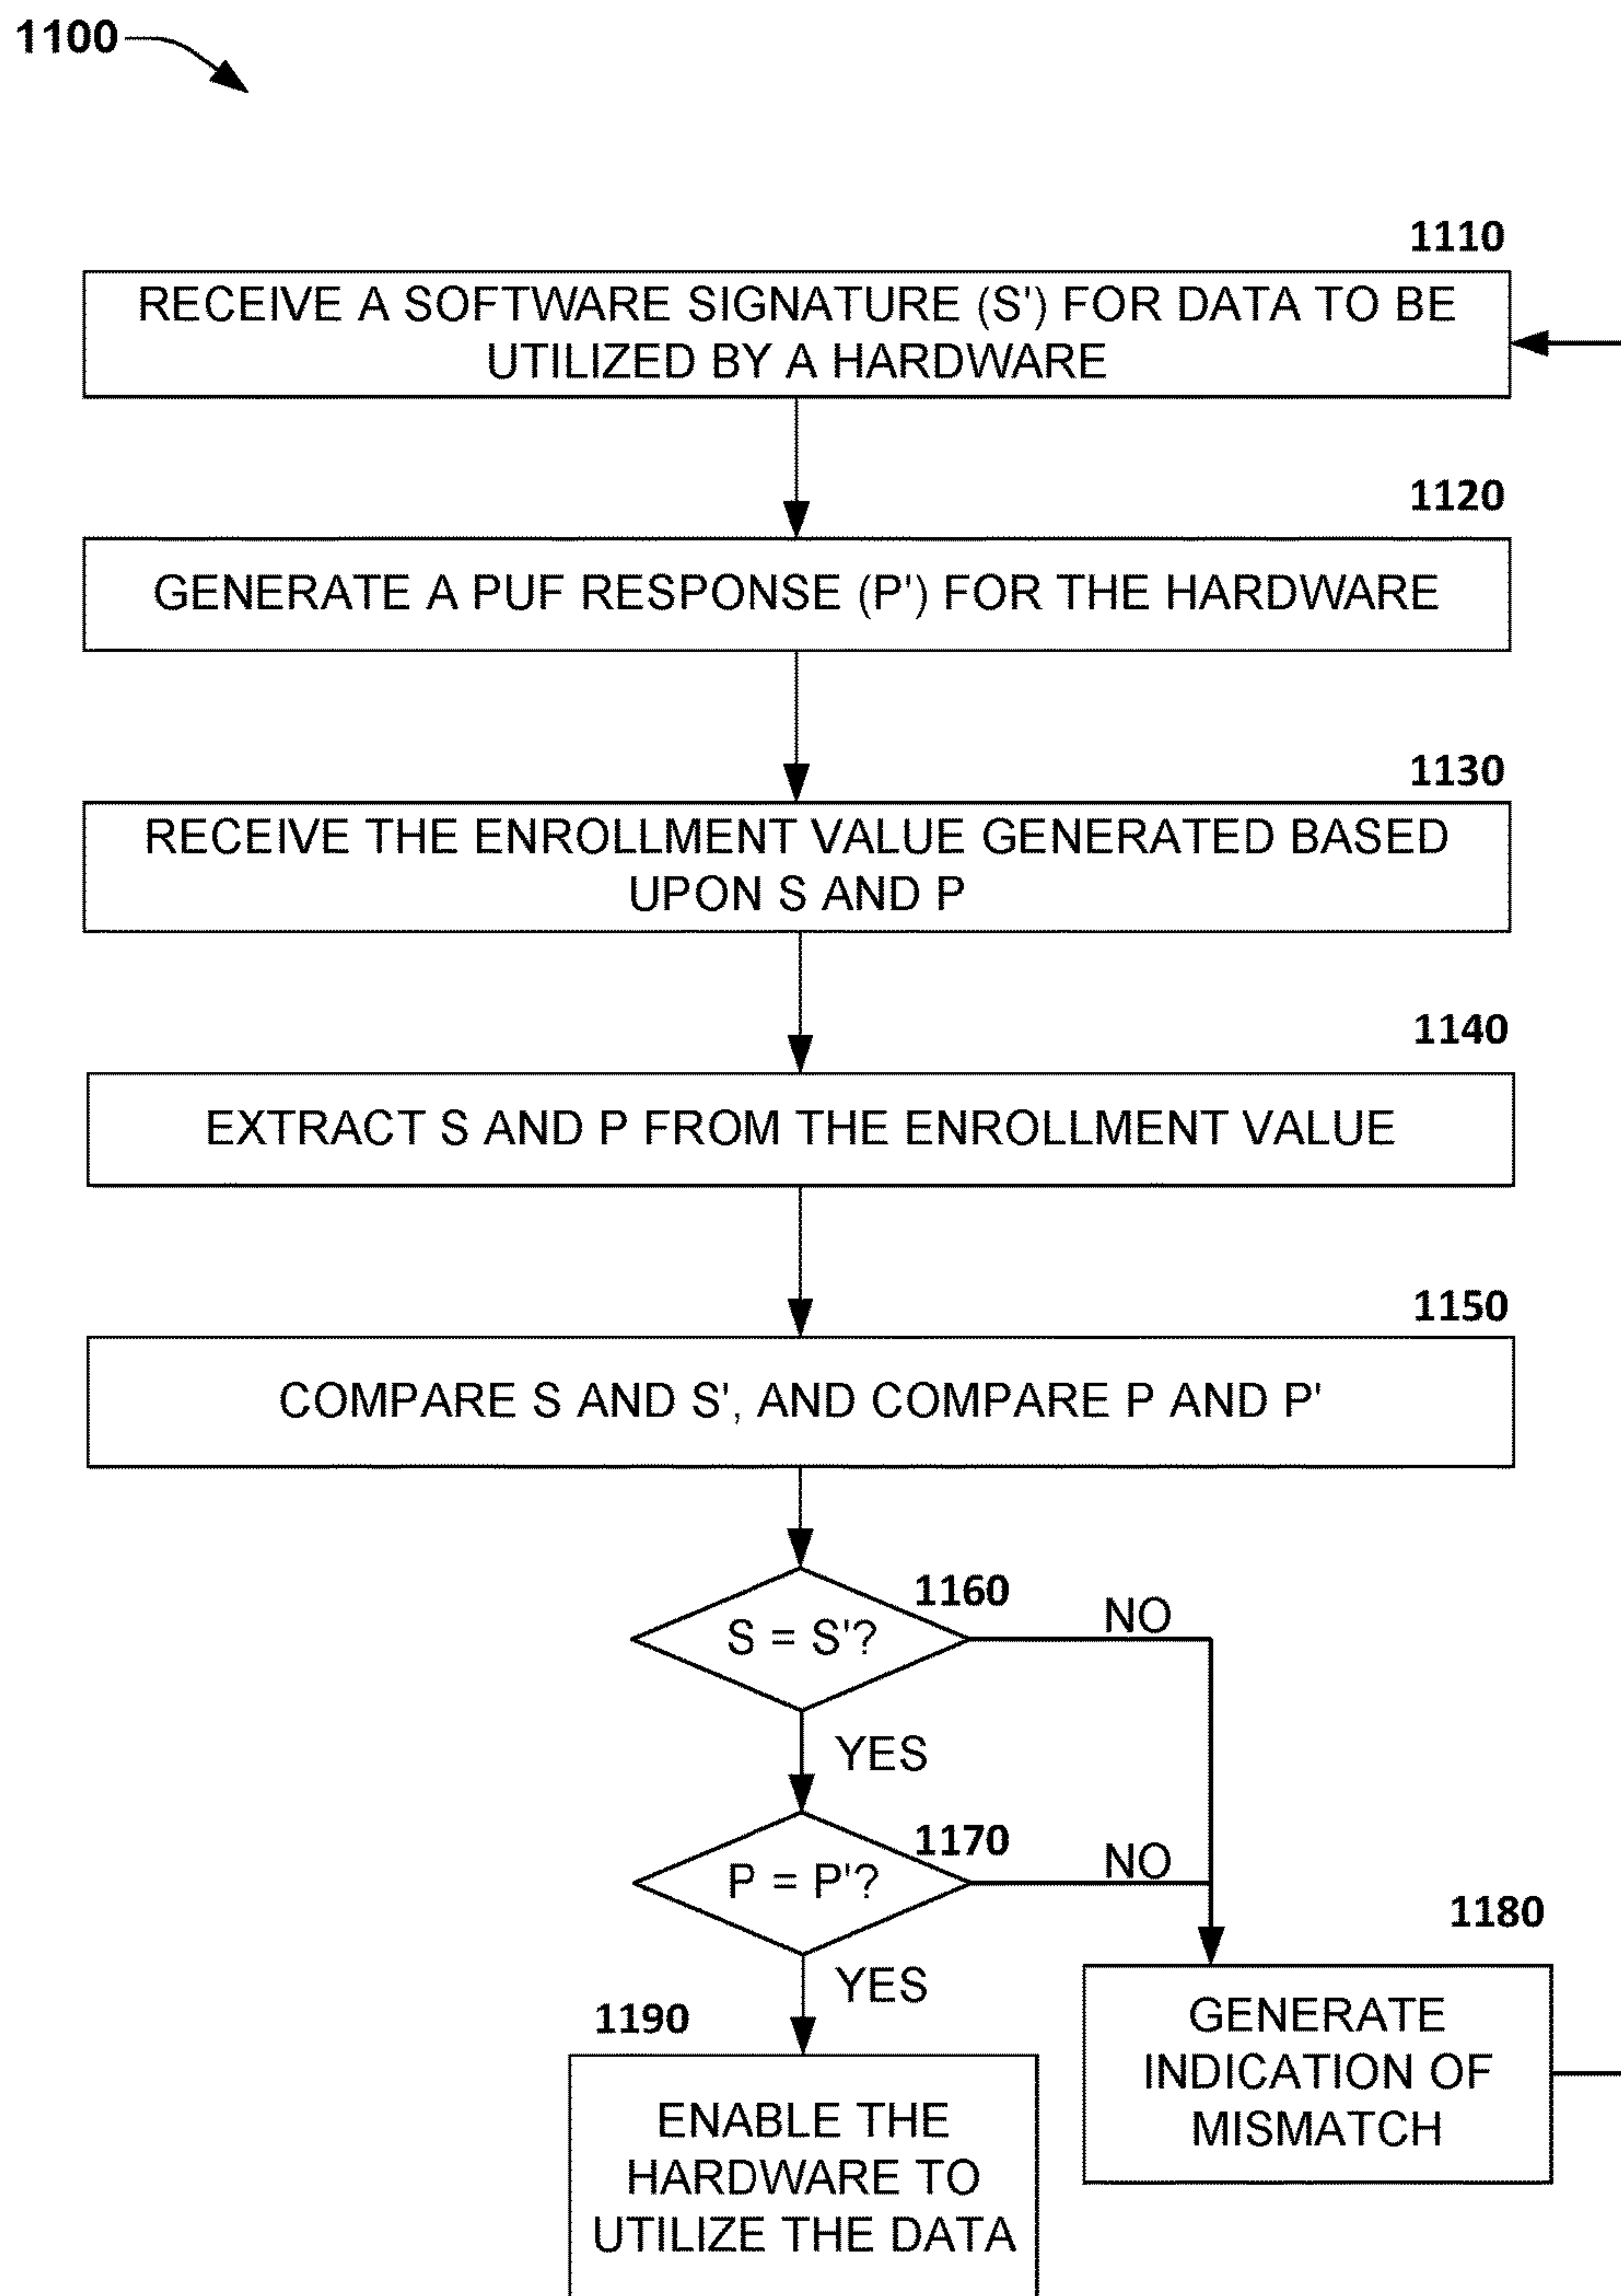 1100
1110
RECEIVE A SOFTWARE SIGNATURE (S') FOR DATA TO BE
UTILIZED BY A HARDWARE
1120
GENERATE A PUF RESPONSE (P') FOR THE HARDWARE
1130
RECEIVE THE ENROLLMENT VALUE GENERATED BASED
UPON S AND P
1140
EXTRACT S AND P FROM THE ENROLLMENT VALUE
1150
COMPARE S AND S', AND COMPARE P AND P'
1160
S = S'?
NO
YES
1170
P = P'?
NO
YES
1180
GENERATE
INDICATION OF
MISMATCH
1190
ENABLE THE
HARDWARE TO
UTILIZE THE DATA